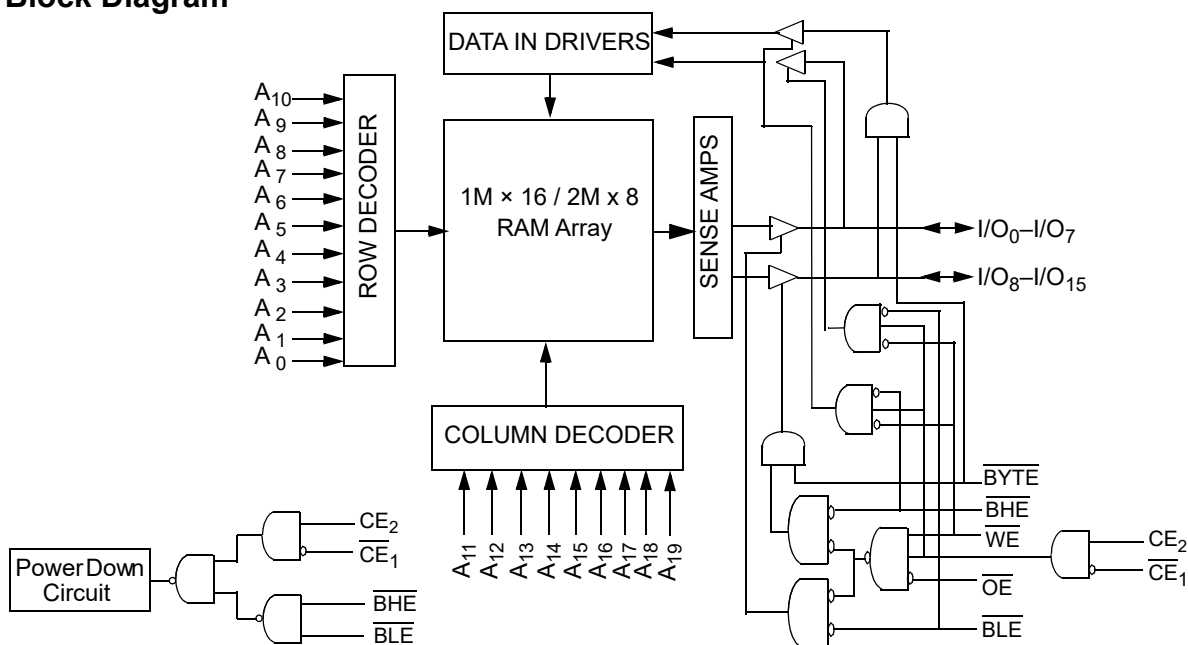 Block Diagram
DATA IN DRIVERS
A10
A9
A8
A7
A6
A5
A4
A3
A2
A1
A0
ROW DECODER
1M × 16 / 2M x 8
RAM Array
SENSE AMPS
I/O0–I/O7
I/O8–I/O15
COLUMN DECODER
A11
A12
A13
A14
A15
A16
A17
A18
A19
BYTE
BHE
WE
OE
BLE
CE2
CE1
Power Down
Circuit
CE2
CE1
BHE
BLE